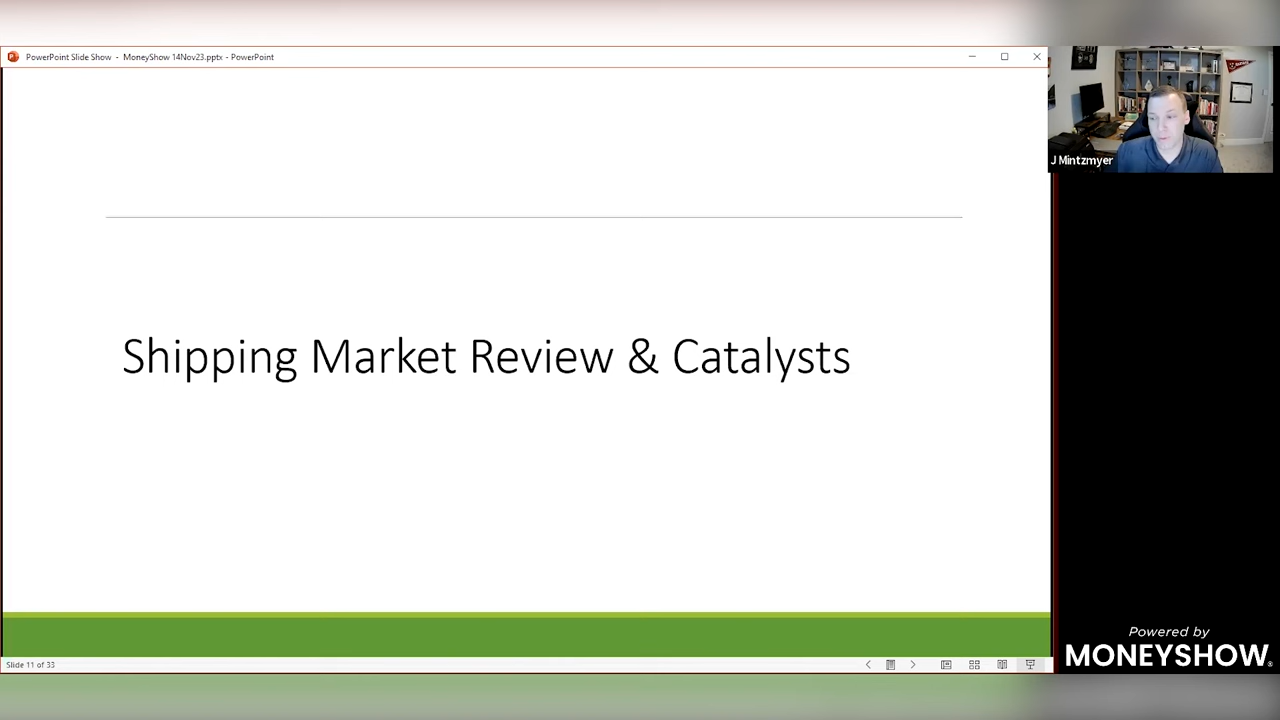 PowerPoint Slide Show - MoneyShow 14Nov23.pptx - PowerPoint
J Mintzmyer
Shipping Market Review & Catalysts
Slide 11 of 33
Powered by
MONEYSHOW®